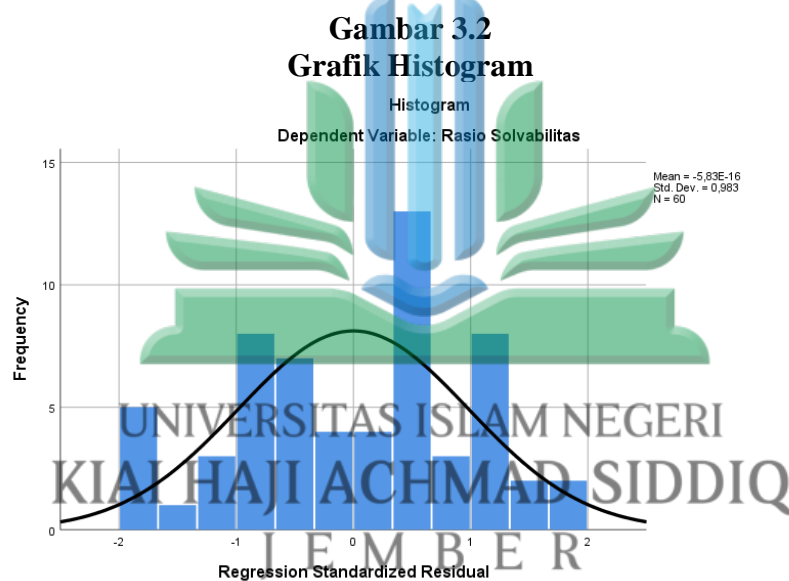 Gambar 3.2
Grafik Histogram
Histogram
Dependent Variable: Rasio Solvabilitas
Mean = -5,83E-16
Std. Dev. = 0,983
N = 60
15
10
5
0
Frequency
UNIVERSITAS ISLAM NEGERI
KIAI HAJI ACHMAD SIDDIQ
JEMBER
-2 -1 0 1 2
Regression Standardized Residual